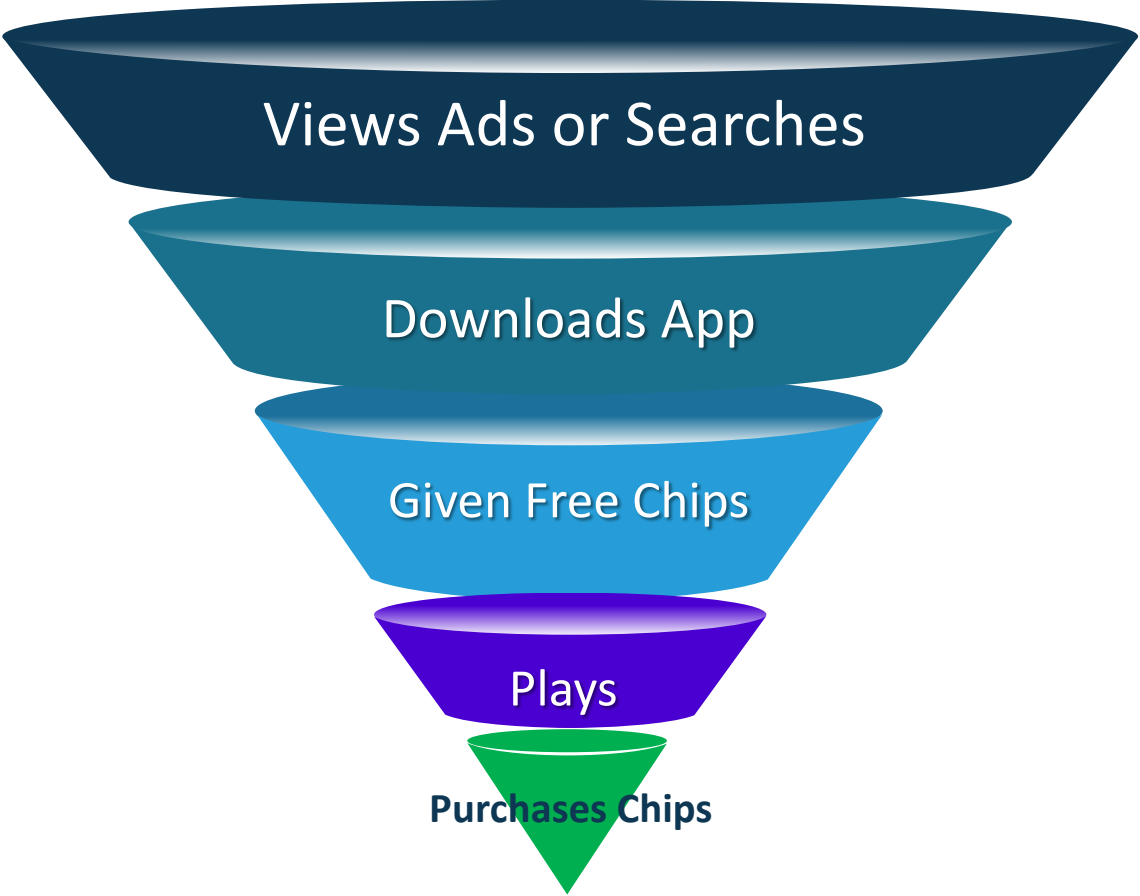 Views Ads or Searches
Downloads App
Given Free Chips
Plays
Purchases Chips